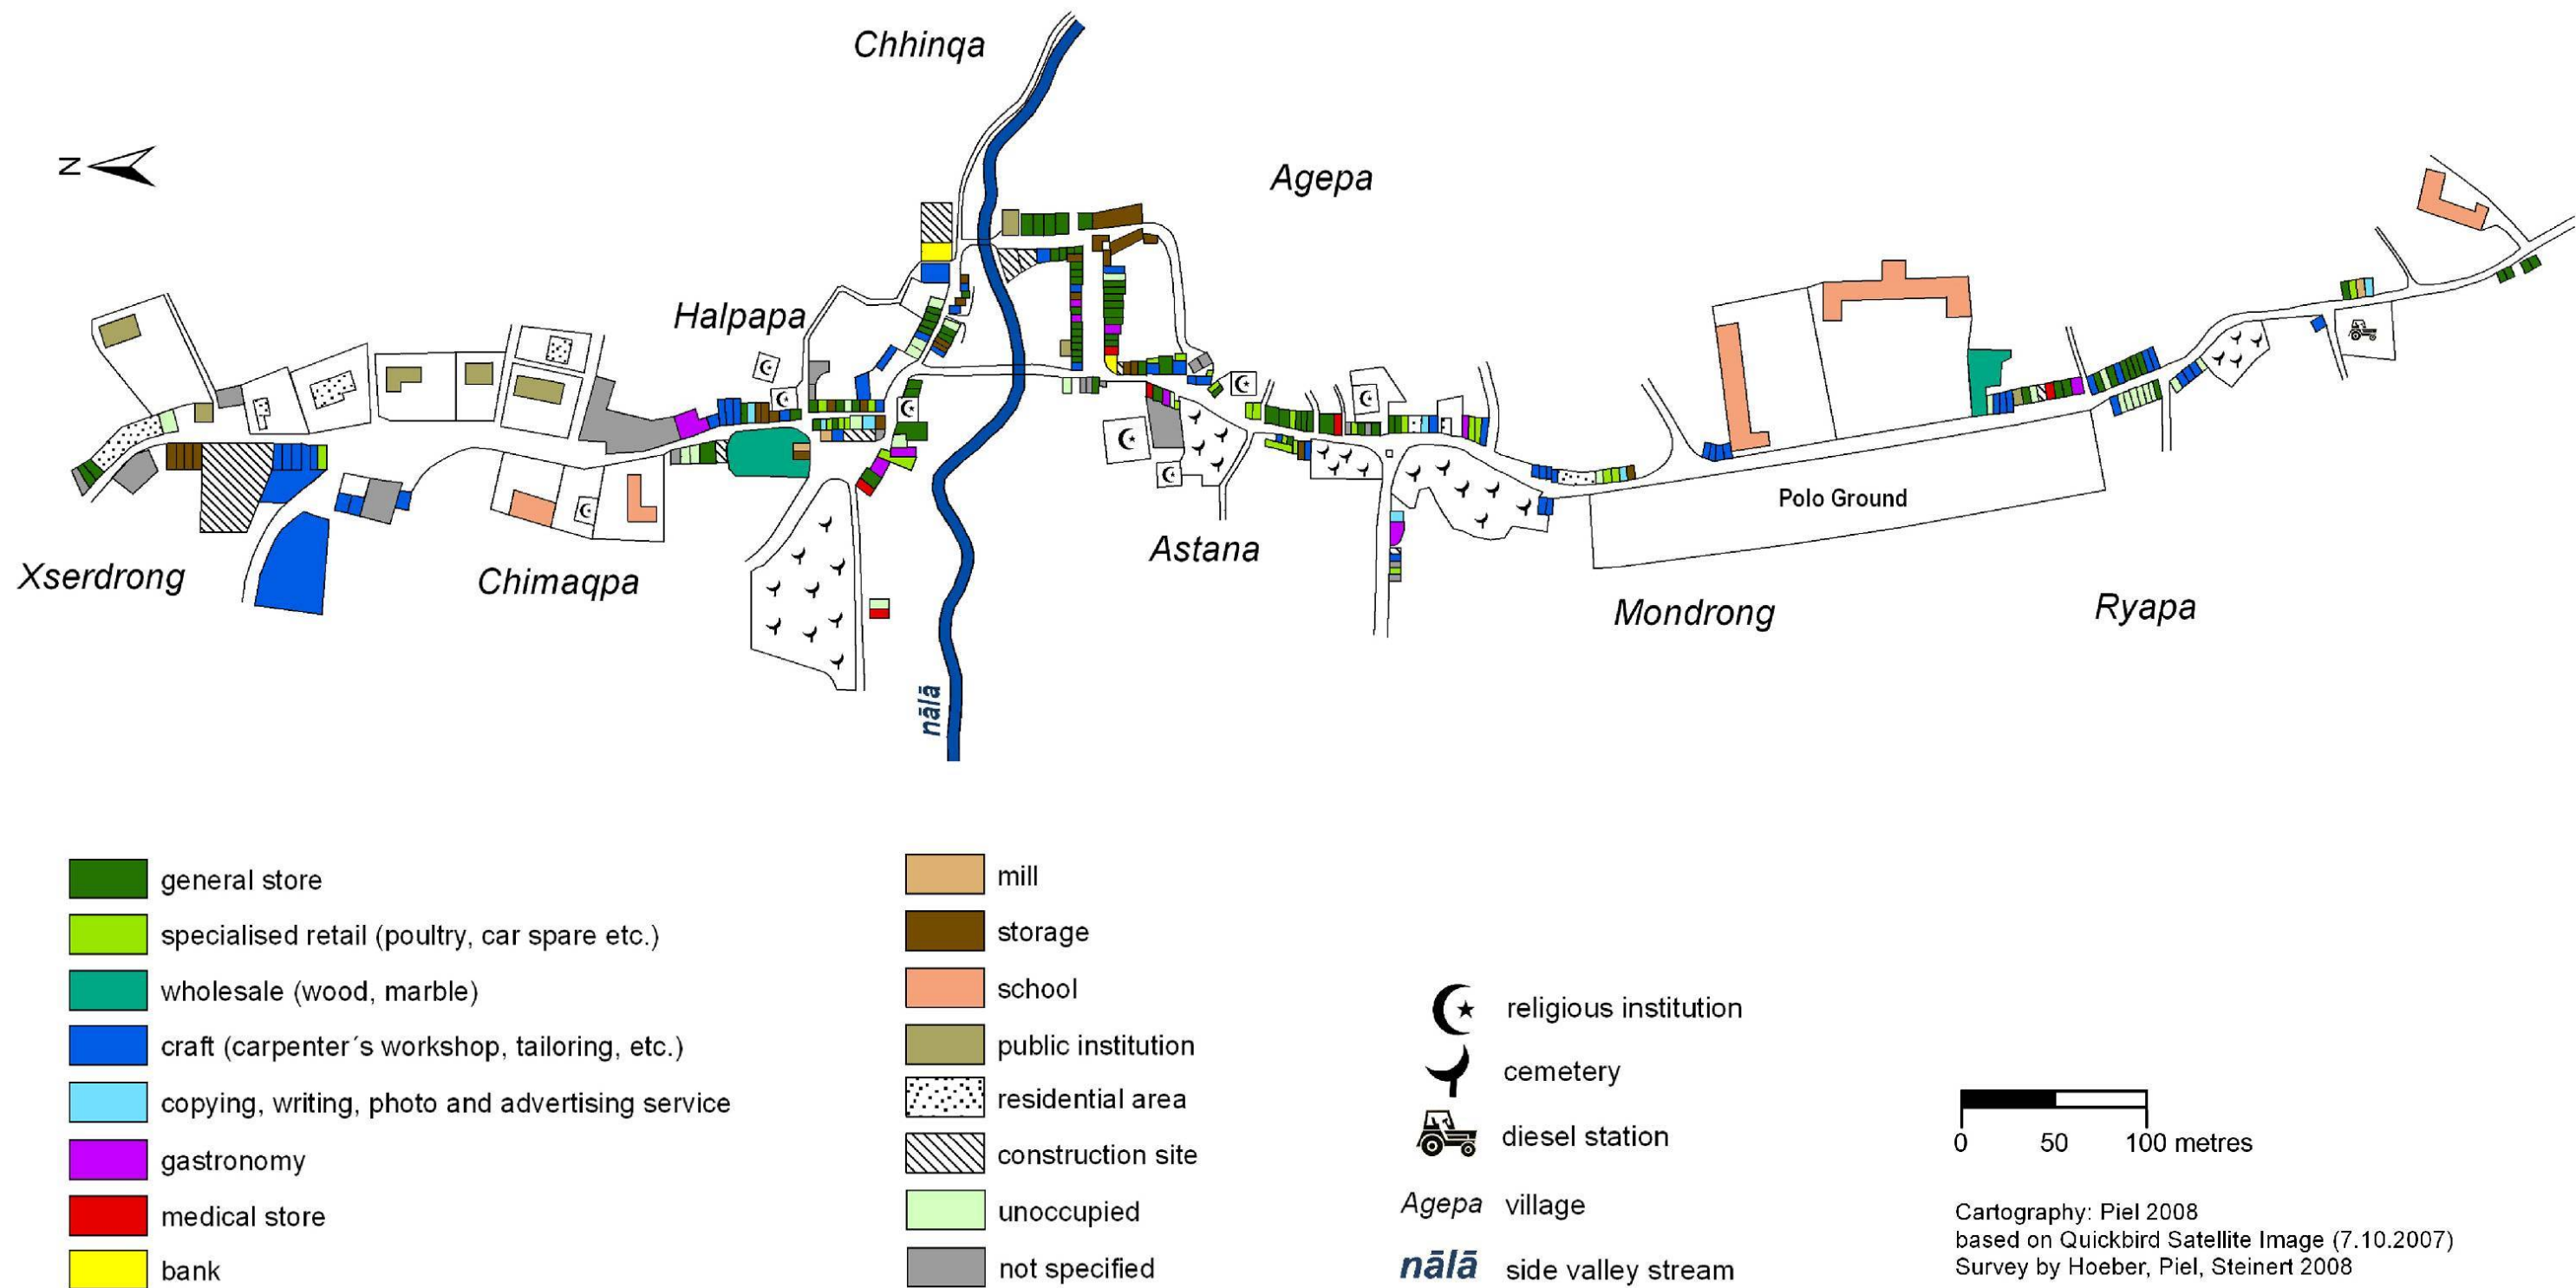 Chhinqa
Agepa
N
Halpapa
Xserdrong
Chimaqpa
Astana
Polo Ground
Mondrong
Ryapa
nālā
general store
specialised retail (poultry, car spare etc.)
wholesale (wood, marble)
craft (carpenter´s workshop, tailoring, etc.)
copying, writing, photo and advertising service
gastronomy
medical store
bank
mill
storage
school
public institution
residential area
construction site
unoccupied
not specified
religious institution
cemetery
diesel station
Agepa village
nālā side valley stream
0 50 100 metres
Cartography: Piel 2008
based on Quickbird Satellite Image (7.10.2007)
Survey by Hoeber, Piel, Steinert 2008